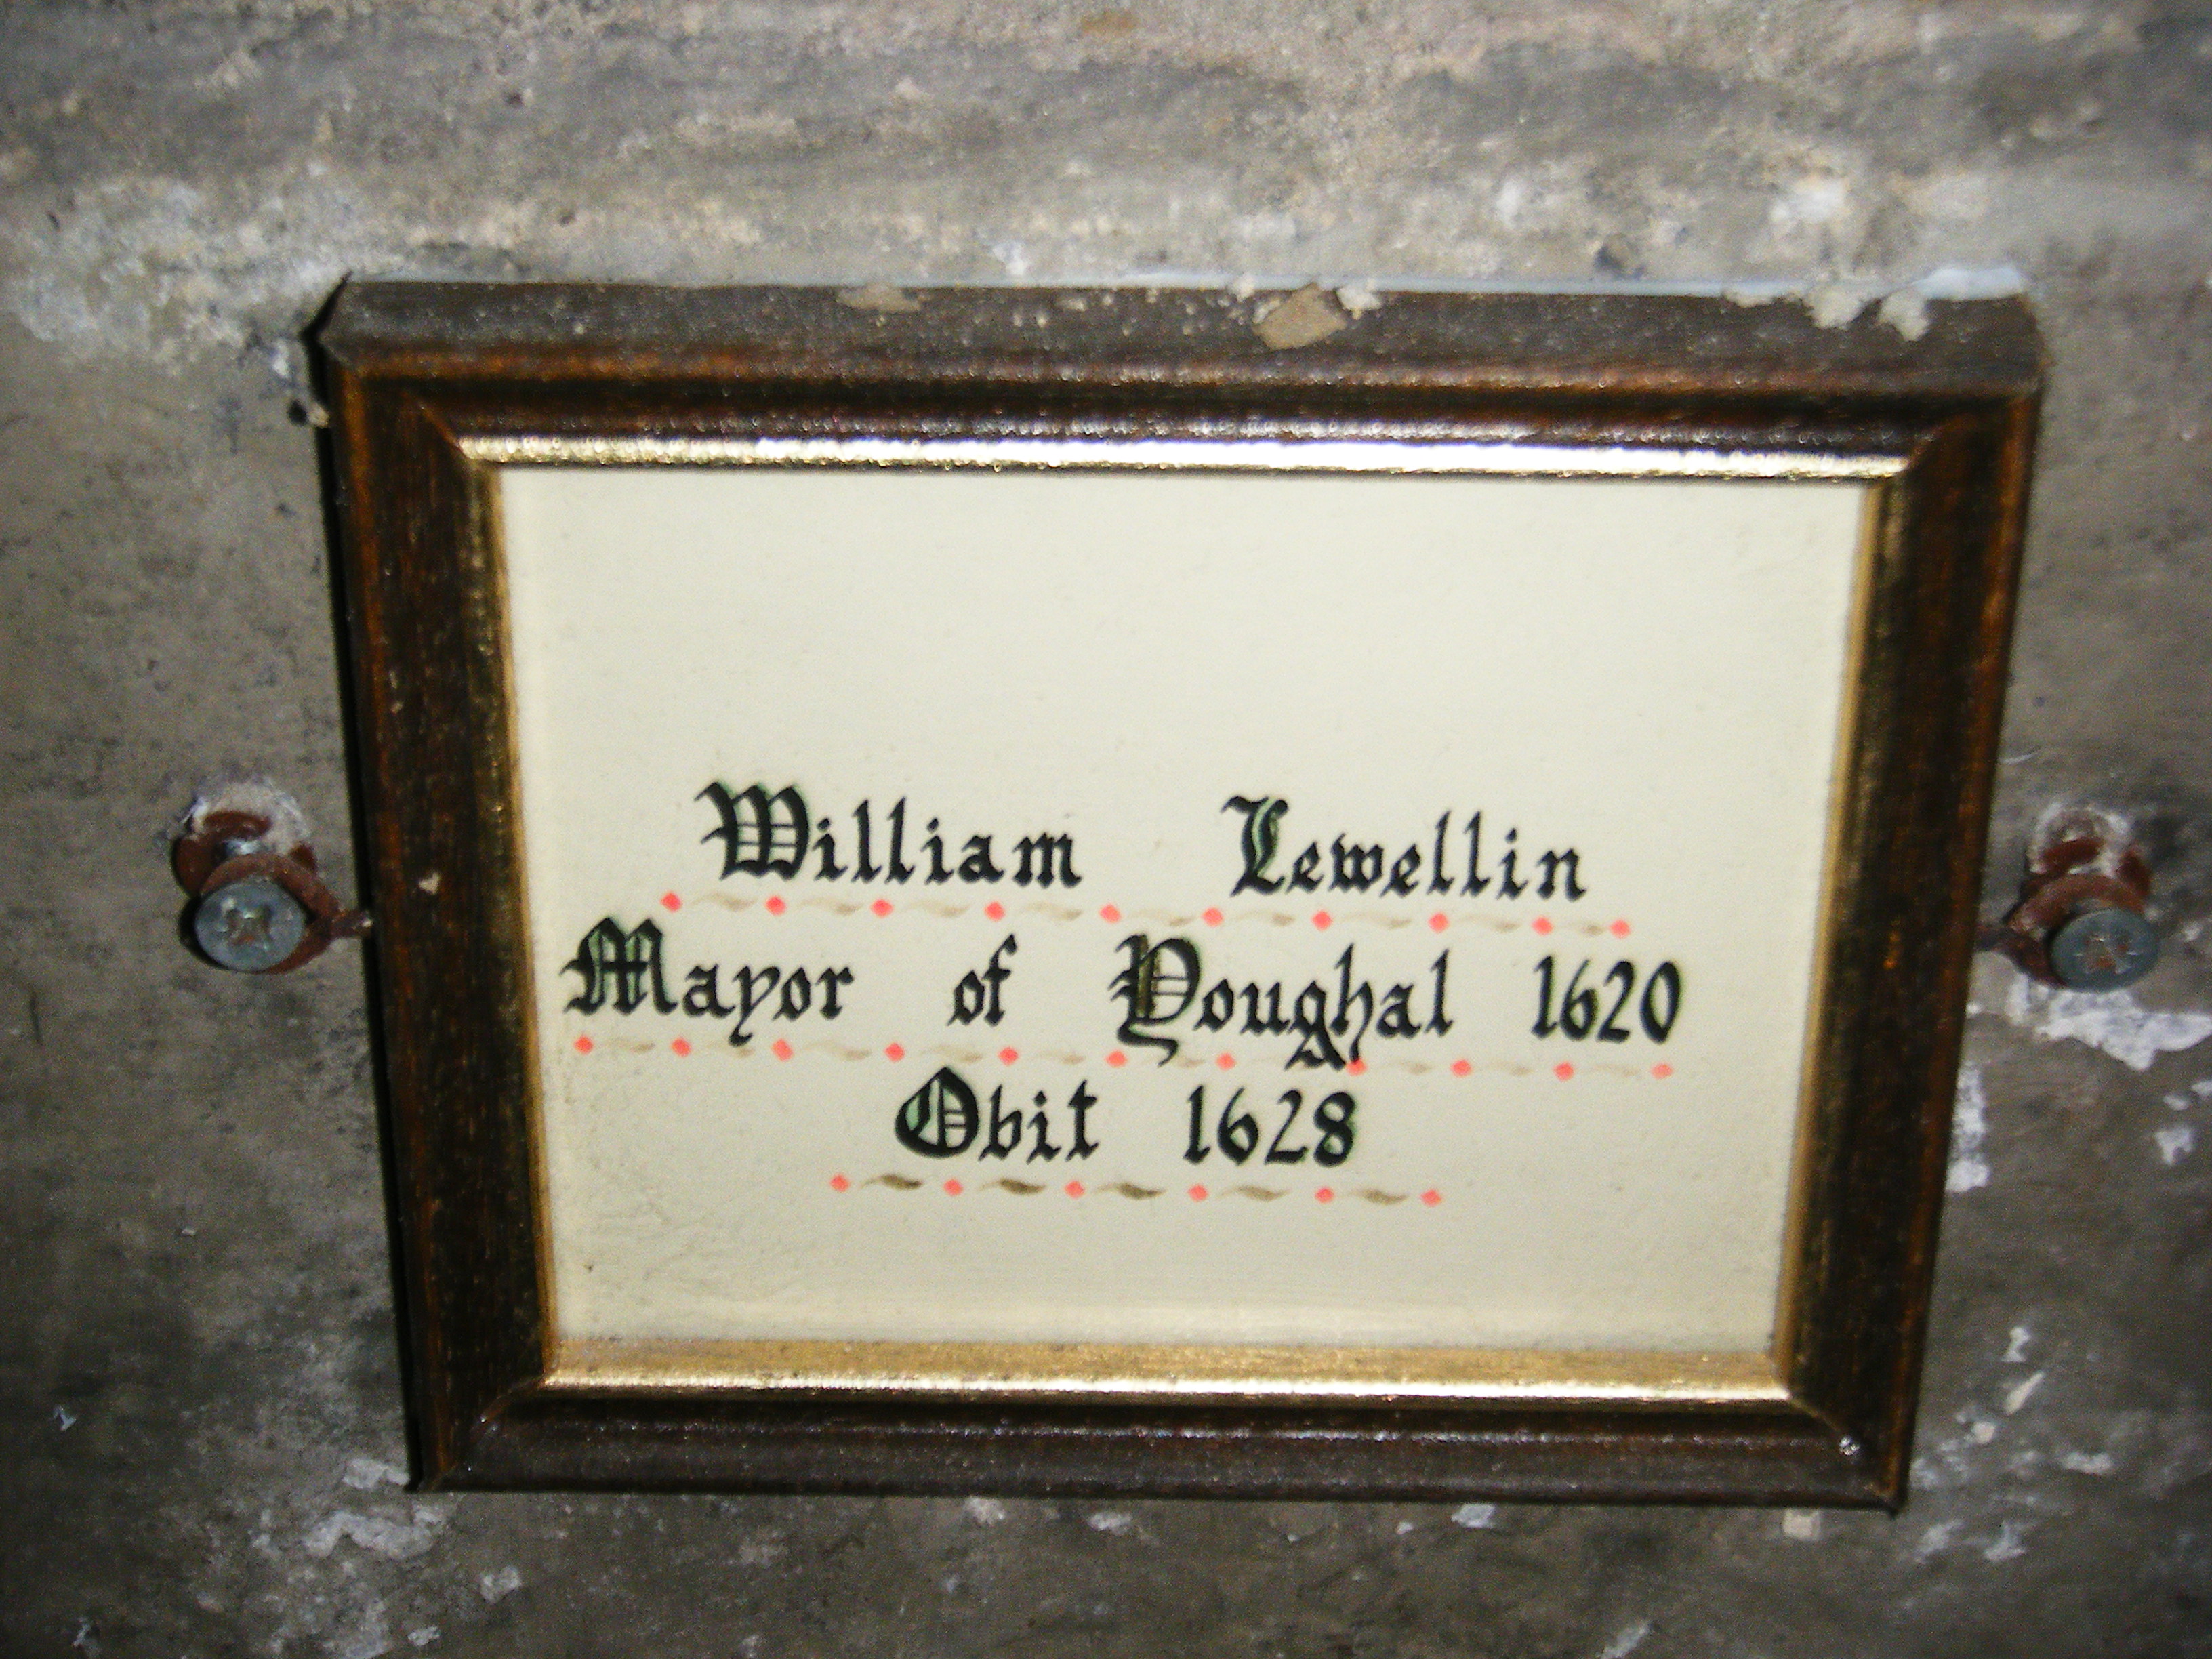 William Lewellin
Mayor of Youghal 1620
Obit 1628